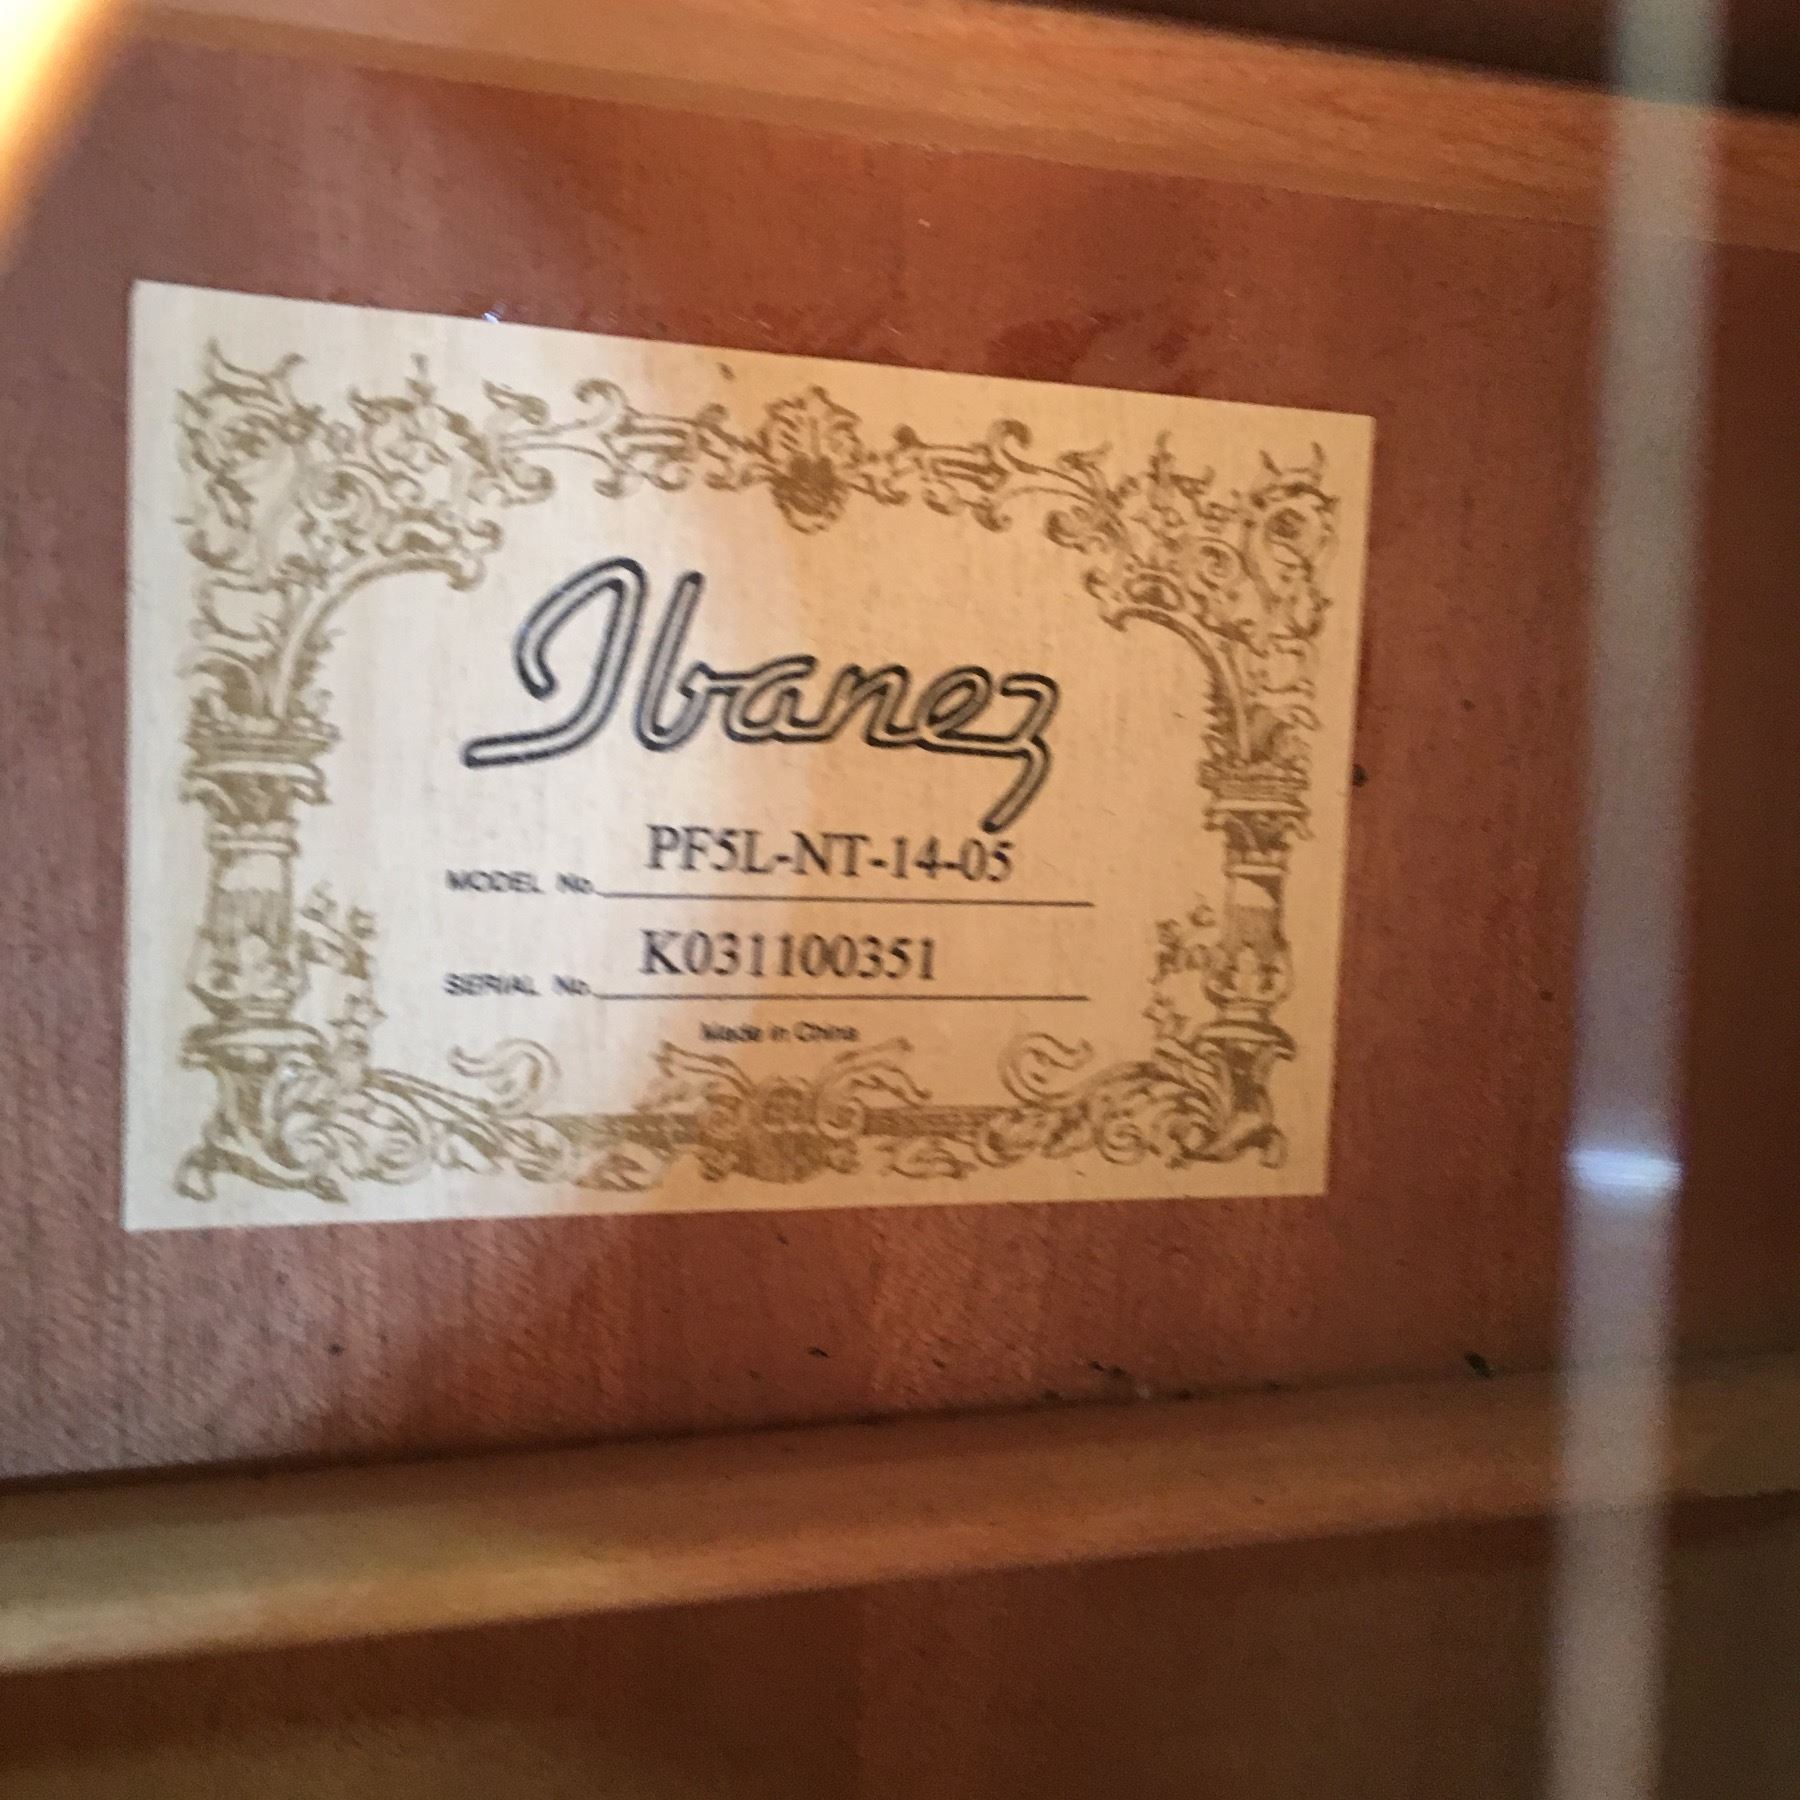 Ibanez
MODEL No. PF5L-NT-14-05
SERIAL No. K031100351
Made in China